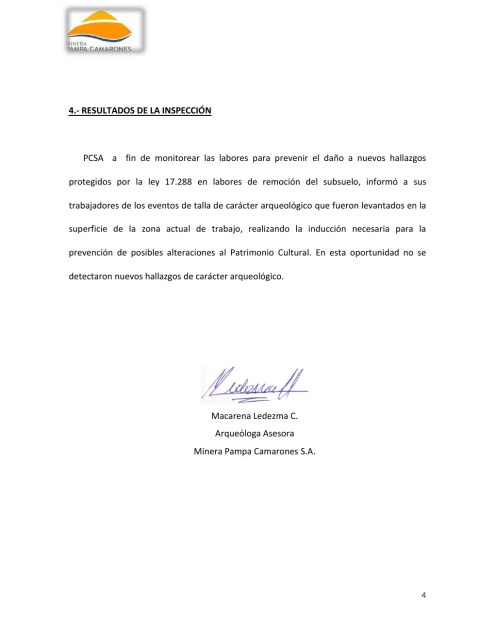 MINERA
PAMPA CAMARONES
4.- RESULTADOS DE LA INSPECCIÓN
PCSA a fin de monitorear las labores para prevenir el daño a nuevos hallazgos
protegidos por la ley 17.288 en labores de remoción del subsuelo, informó a sus
trabajadores de los eventos de talla de carácter arqueológico que fueron levantados en la
superficie de la zona actual de trabajo, realizando la inducción necesaria para la
prevención de posibles alteraciones al Patrimonio Cultural. En esta oportunidad no se
detectaron nuevos hallazgos de carácter arqueológico.
Macarena Ledezma C.
Arqueóloga Asesora
Minera Pampa Camarones S.A.
4